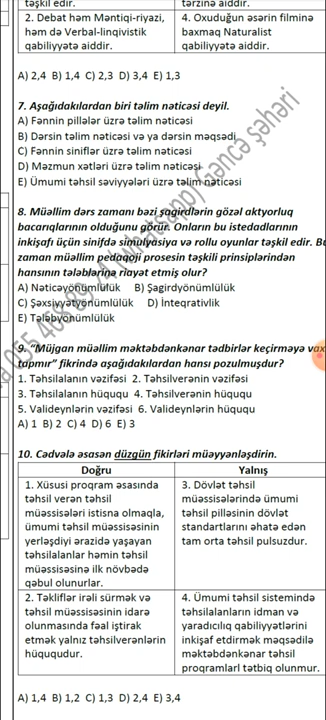 təşkil edir.
tərzinə aiddir.
2. Debat həm Məntiqi-riyazi,
həm də Verbal-linqivistik
qabiliyyətə aiddir.
4. Oxuduğun əsərin filminə
baxmaq Naturalist
qabiliyyətə aiddir.
A) 2,4 B) 1,4 C) 2,3 D) 3,4 E) 1,3
7. Aşağıdakılardan biri təlim nəticəsi deyil.
A) Fənnin pillələr üzrə təlim nəticəsi
B) Dərsin təlim nəticəsi və ya dərsin məqsədi
C) Fənnin siniflər üzrə təlim nəticəsi
D) Məzmun xətləri üzrə təlim nəticəsi
E) Ümumi təhsil səviyyələri üzrə təlim nəticəsi
8. Müəllim dərs zamanı bəzi şagirdlərin gözəl aktyorluq
bacarıqlarının olduğunu görür. Onların bu istedadlarının
inkişafı üçün sinifdə simulyasiya və rollu oyunlar təşkil edir. Bu
zaman müəllim pedaqoji prosesin təşkili prinsiplərindən
hansının tələblərinə riayət etmiş olur?
A) Nəticəyönümlülük B) Şagirdyönümlülük
C) Şəxsiyyətyönümlülük D) İnteqrativlik
E) Tələbyönümlülük
9. “Müjgan müəllim məktəbdənkənar tədbirlər keçirməyə vax
tapmır” fikrində aşağıdakılardan hansı pozulmuşdur?
1. Təhsilalanın vəzifəsi 2. Təhsilverənin vəzifəsi
3. Təhsilalanın hüququ 4. Təhsilverənin hüququ
5. Valideynlərin vəzifəsi 6. Valideynlərin hüququ
A) 1 B) 2 C) 4 D) 6 E) 3
10. Cədvələ əsasən düzgün fikirləri müəyyənləşdirin.
Doğru
Yalnış
1. Xüsusi proqram əsasında
təhsil verən təhsil
müəssisələri istisna olmaqla,
ümumi təhsil müəssisəsinin
yerləşdiyi ərazidə yaşayan
təhsilalanlar həmin təhsil
müəssisəsinə ilk növbədə
qəbul olunurlar.
3. Dövlət təhsil
müəssisələrində ümumi
təhsil pilləsinin dövlət
standartlarını əhatə edən
tam orta təhsil pulsuzdur.
2. Təkliflər irəli sürmək və
təhsil müəssisəsinin idarə
olunmasında fəal iştirak
etmək yalnız təhsilverənlərin
hüququdur.
4. Ümumi təhsil sistemində
təhsilalanların idman və
yaradıcılıq qabiliyyətlərini
inkişaf etdirmək məqsədilə
məktəbdənkənar təhsil
proqramları tətbiq olunmur.
A) 1,4 B) 1,2 C) 1,3 D) 2,4 E) 3,4
(Whatsapp) Gəncə şəhəri